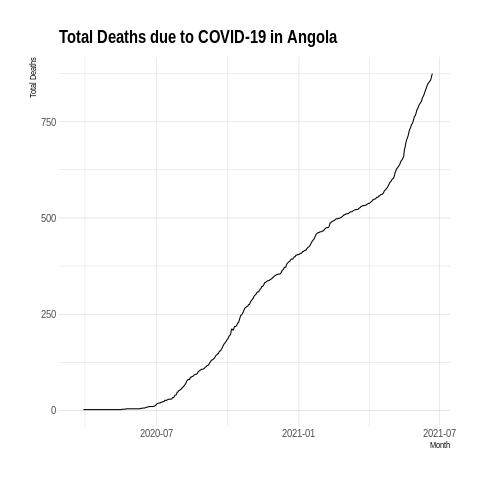 Total Deaths due to COVID-19 in Angola
Total Deaths
750
500
250
0
2020-07
2021-01
2021-07
Month